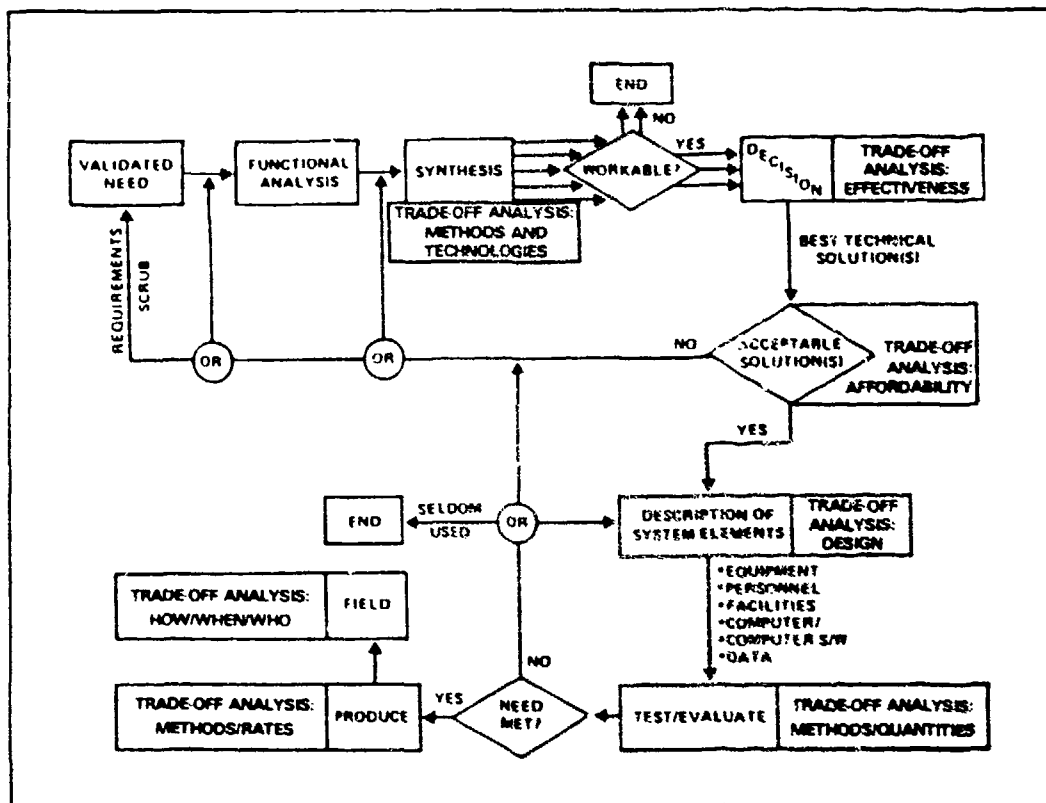 END
NO
YES
VALIDATED
NEED
FUNCTIONAL
ANALYSIS
SYNTHESIS
WORKABLE?
DECISION
TRADE-OFF
ANALYSIS:
EFFECTIVENESS
TRADE-OFF ANALYSIS:
METHODS AND
TECHNOLOGIES
BEST TECHNICAL
SOLUTION(S)
REQUIREMENTS
SCRUB
OR
OR
NO
ACCEPTABLE
SOLUTION(S)
TRADE-OFF
ANALYSIS:
AFFORDABILITY
YES
END
SELDOM
USED
OR
DESCRIPTION OF
SYSTEM ELEMENTS
TRADE-OFF
ANALYSIS:
DESIGN
*EQUIPMENT
*PERSONNEL
*FACILITIES
*COMPUTER/
*COMPUTER S/W
*DATA
TRADE-OFF ANALYSIS:
HOW/WHEN/WHO
FIELD
NO
TRADE-OFF ANALYSIS:
METHODS/RATES
PRODUCE
YES
NEED
MET?
TEST/EVALUATE
TRADE-OFF ANALYSIS:
METHODS/QUANTITIES